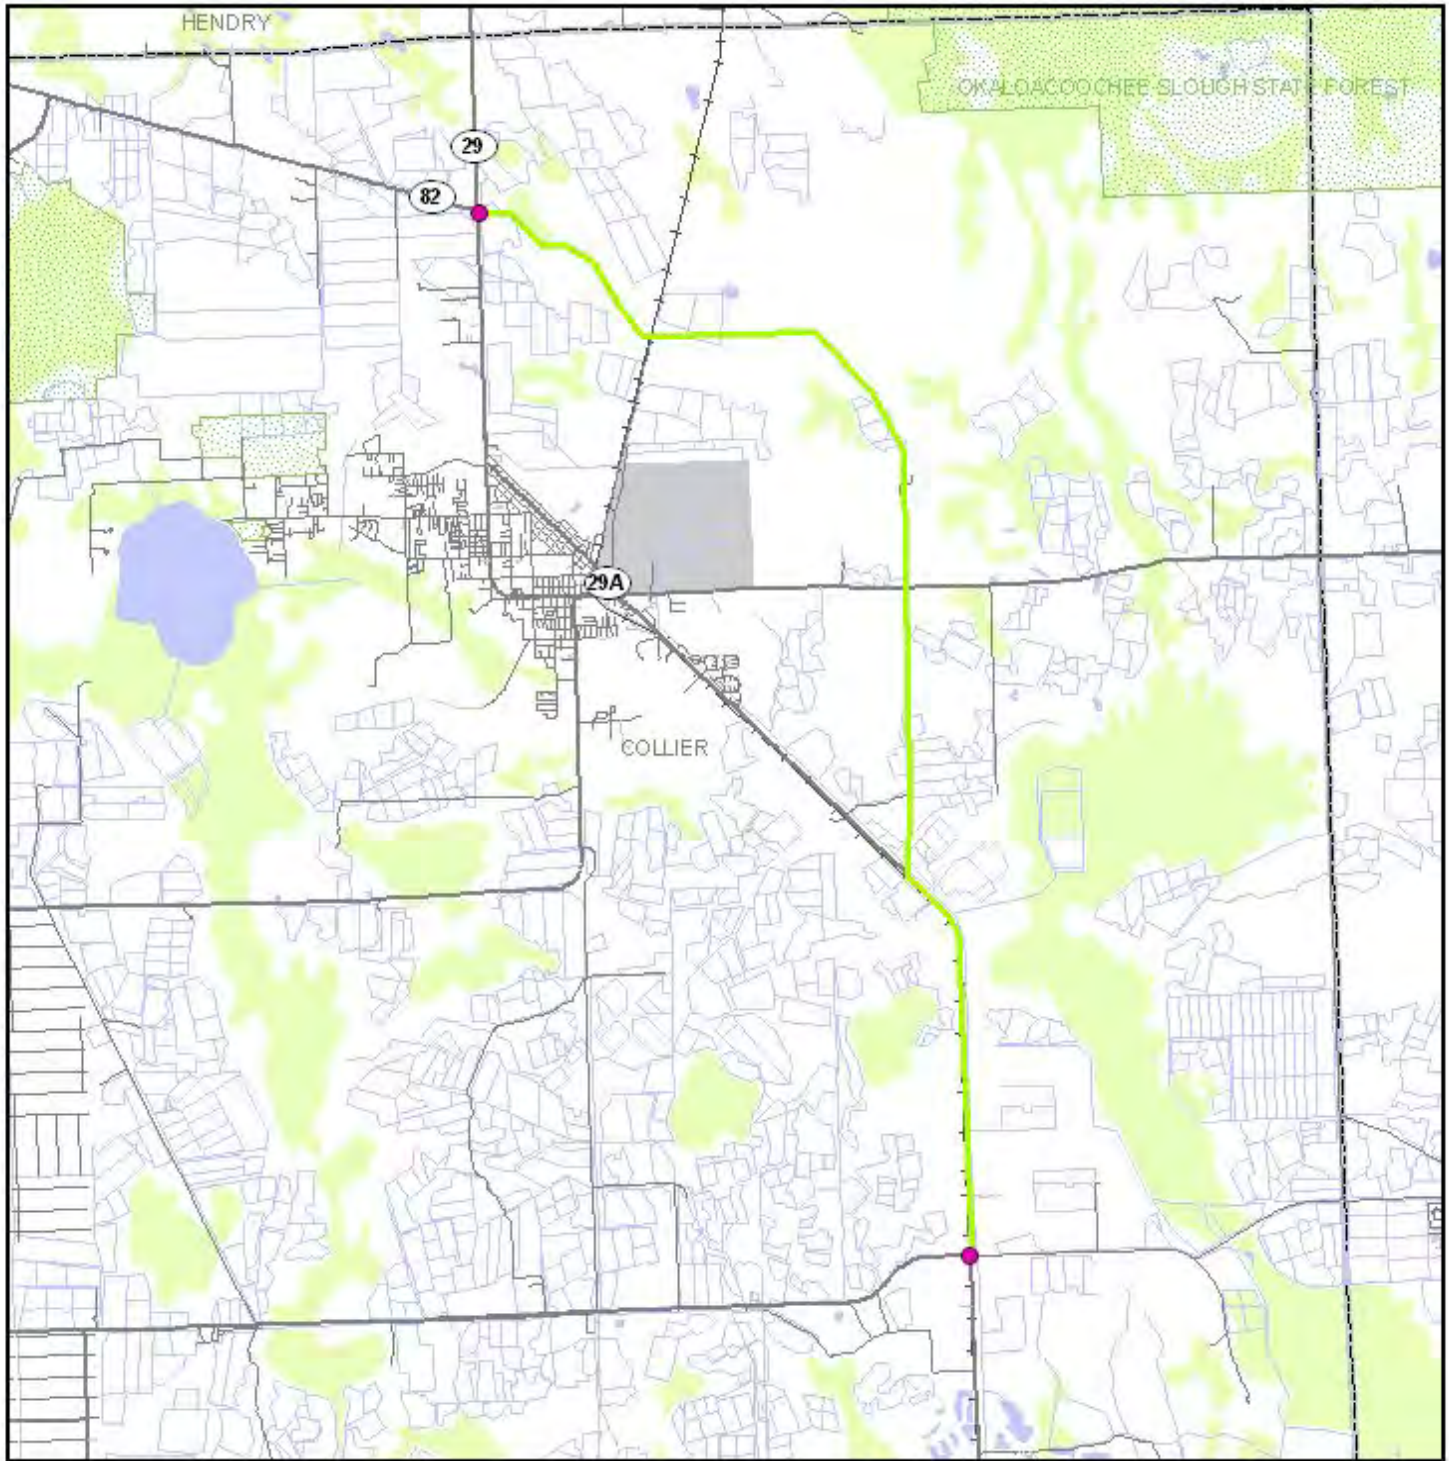 HENDRY
OKALOACOOCHEE SLOUGH STATE FOREST
29
82
29A
COLLIER